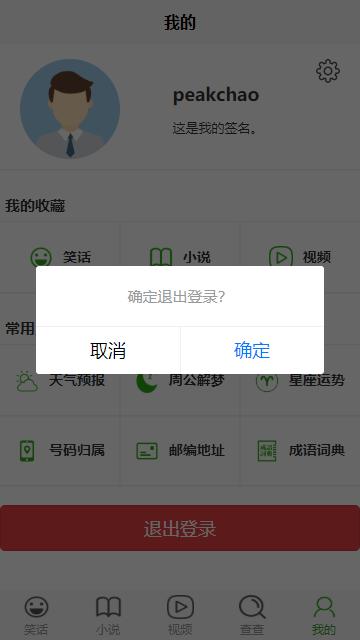 我的
peakchao
这是我的签名。
我的收藏
笑话 小说 视频
确定退出登录?
常用
取消 确定
天气预报 周公解梦 星座运势
号码归属 邮编地址 成语词典
退出登录
笑话 小说 视频 查查 我的